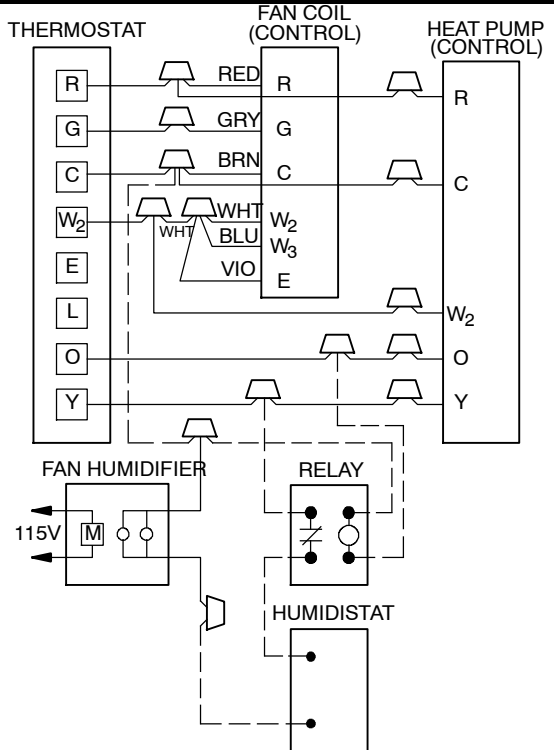 THERMOSTAT
FAN COIL
(CONTROL)
HEAT PUMP
(CONTROL)
R
RED
R
R
G
GRY
G
C
BRN
C
C
W2
WHT
WHT
W2
BLU
W3
E
VIO
E
L
W2
O
O
Y
Y
FAN HUMIDIFIER
RELAY
115V
M
HUMIDISTAT